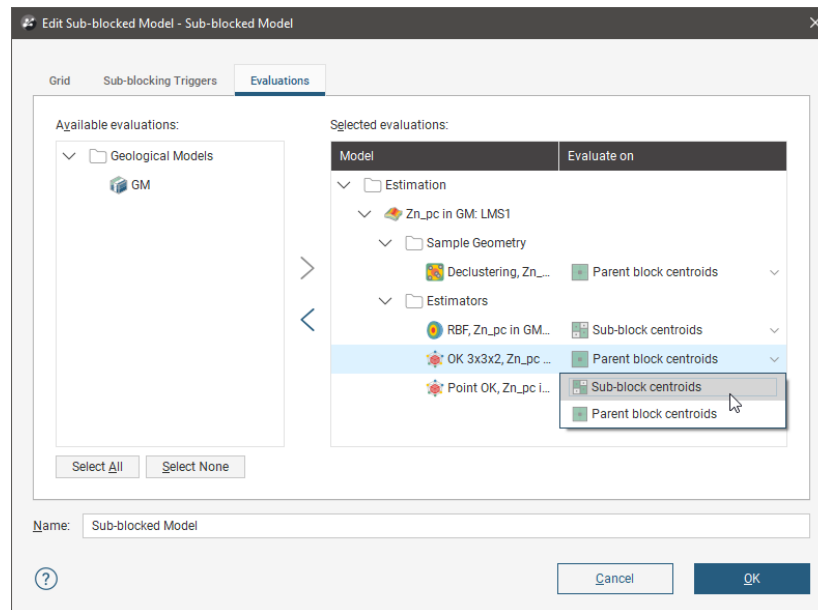 Edit Sub-blocked Model - Sub-blocked Model
Grid Sub-blocking Triggers Evaluations
Available evaluations: Selected evaluations:
Model Evaluate on
Geological Models
GM
Estimation
Zn_pc in GM: LMS1
Sample Geometry
Declustering, Zn_... Parent block centroids
Estimators
RBF, Zn_pc in GM... Sub-block centroids
OK 3x3x2, Zn_pc ... Parent block centroids
Point OK, Zn_pc i... Sub-block centroids
Parent block centroids
Select All Select None
Name: Sub-blocked Model
? Cancel OK